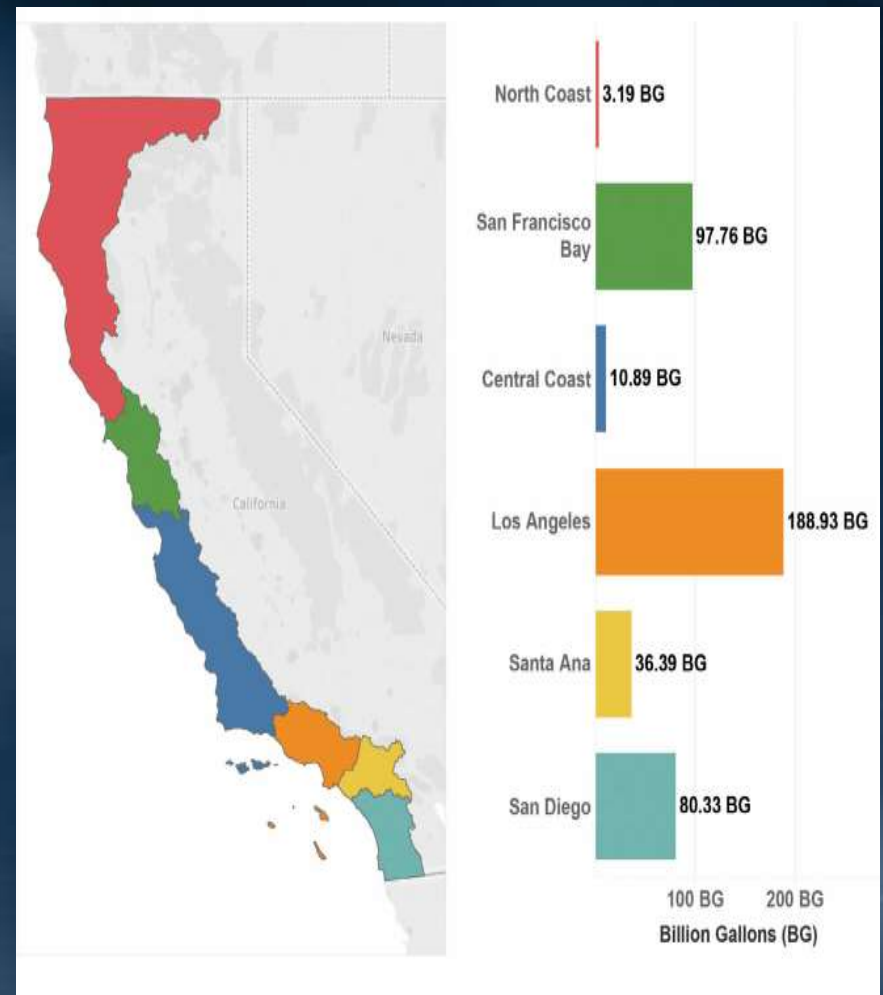 Nevada
California
North Coast
3.19 BG
San Francisco
Bay
97.76 BG
Central Coast
10.89 BG
Los Angeles
188.93 BG
Santa Ana
36.39 BG
San Diego
80.33 BG
100 BG
200 BG
Billion Gallons (BG)